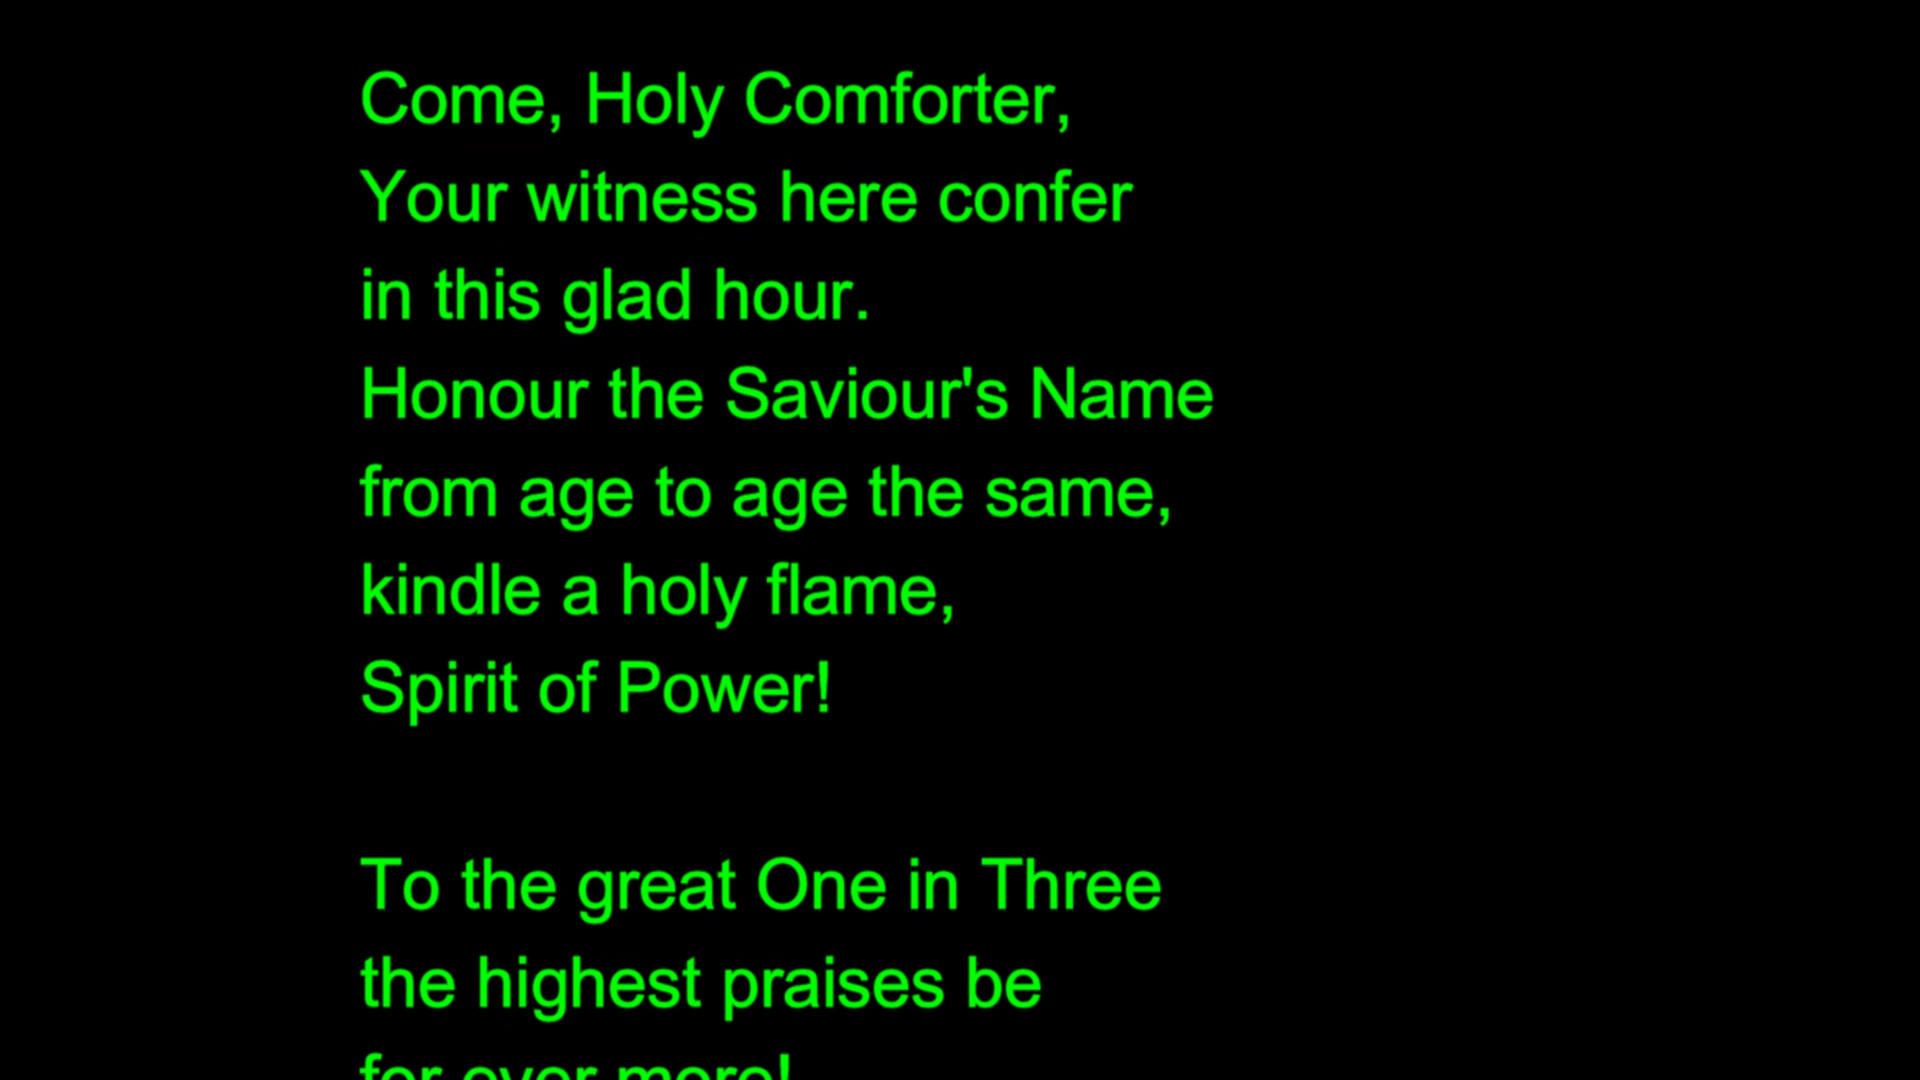 Come, Holy Comforter,
Your witness here confer
in this glad hour.
Honour the Saviour's Name
from age to age the same,
kindle a holy flame,
Spirit of Power!
To the great One in Three
the highest praises be
for ever more!